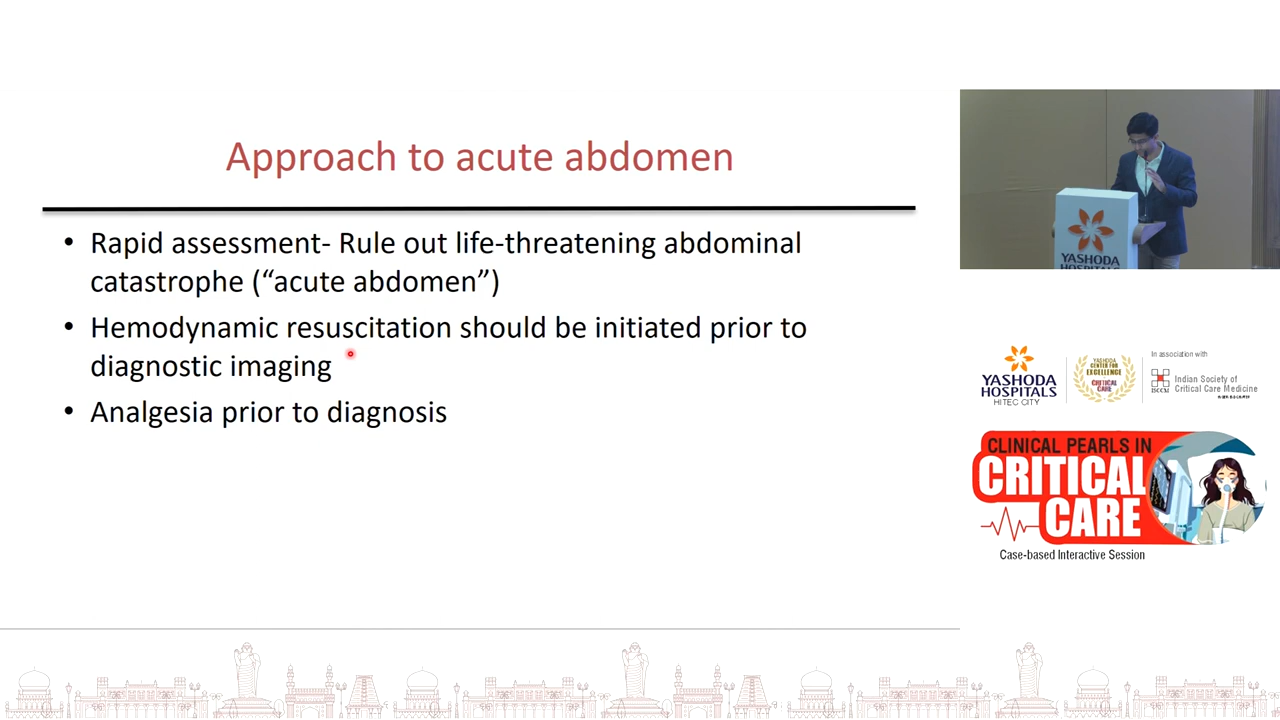 Approach to acute abdomen
• Rapid assessment- Rule out life-threatening abdominal
catastrophe (“acute abdomen”)
• Hemodynamic resuscitation should be initiated prior to
diagnostic imaging
• Analgesia prior to diagnosis
YASHODA
HOSPITALS
YASHODA
HOSPITALS
HITEC CITY
YASHODA
CENTER FOR
EXCELLENCE
CRITICAL
CARE
In association with
ISCCM
Indian Society of
Critical Care Medicine
CLINICAL PEARLS IN
CRITICAL
CARE
Case-based Interactive Session